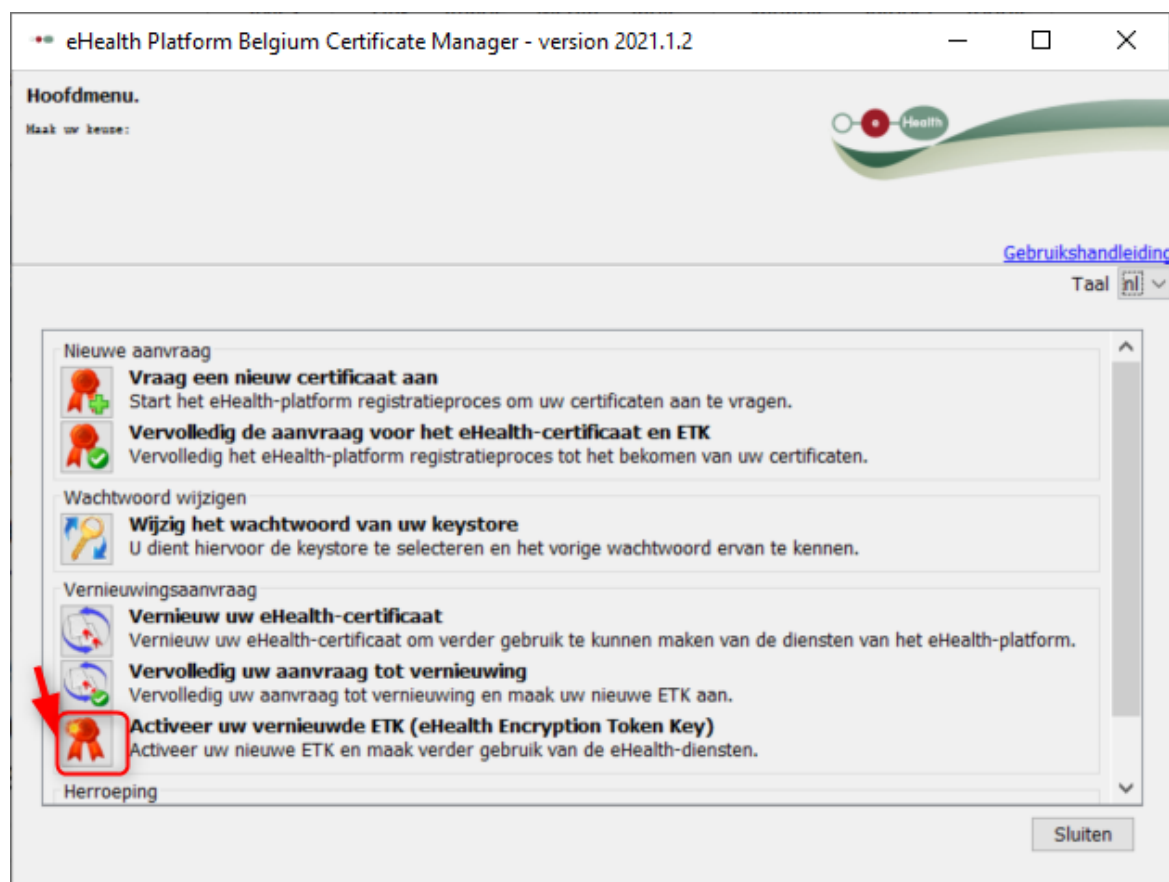 eHealth Platform Belgium Certificate Manager - version 2021.1.2
Hoofdmenu.
Maak uw keuze:
e Health
Gebruikshandleiding
Taal nl
Nieuwe aanvraag
Vraag een nieuw certificaat aan
Start het eHealth-platform registratieproces om uw certificaten aan te vragen.
Vervolledig de aanvraag voor het eHealth-certificaat en ETK
Vervolledig het eHealth-platform registratieproces tot het bekomen van uw certificaten.
Wachtwoord wijzigen
Wijzig het wachtwoord van uw keystore
U dient hiervoor de keystore te selecteren en het vorige wachtwoord ervan te kennen.
Vernieuwingsaanvraag
Vernieuw uw eHealth-certificaat
Vernieuw uw eHealth-certificaat om verder gebruik te kunnen maken van de diensten van het eHealth-platform.
Vervolledig uw aanvraag tot vernieuwing
Vervolledig uw aanvraag tot vernieuwing en maak uw nieuwe ETK aan.
Activeer uw vernieuwde ETK (eHealth Encryption Token Key)
Activeer uw nieuwe ETK en maak verder gebruik van de eHealth-diensten.
Herroeping
Sluiten